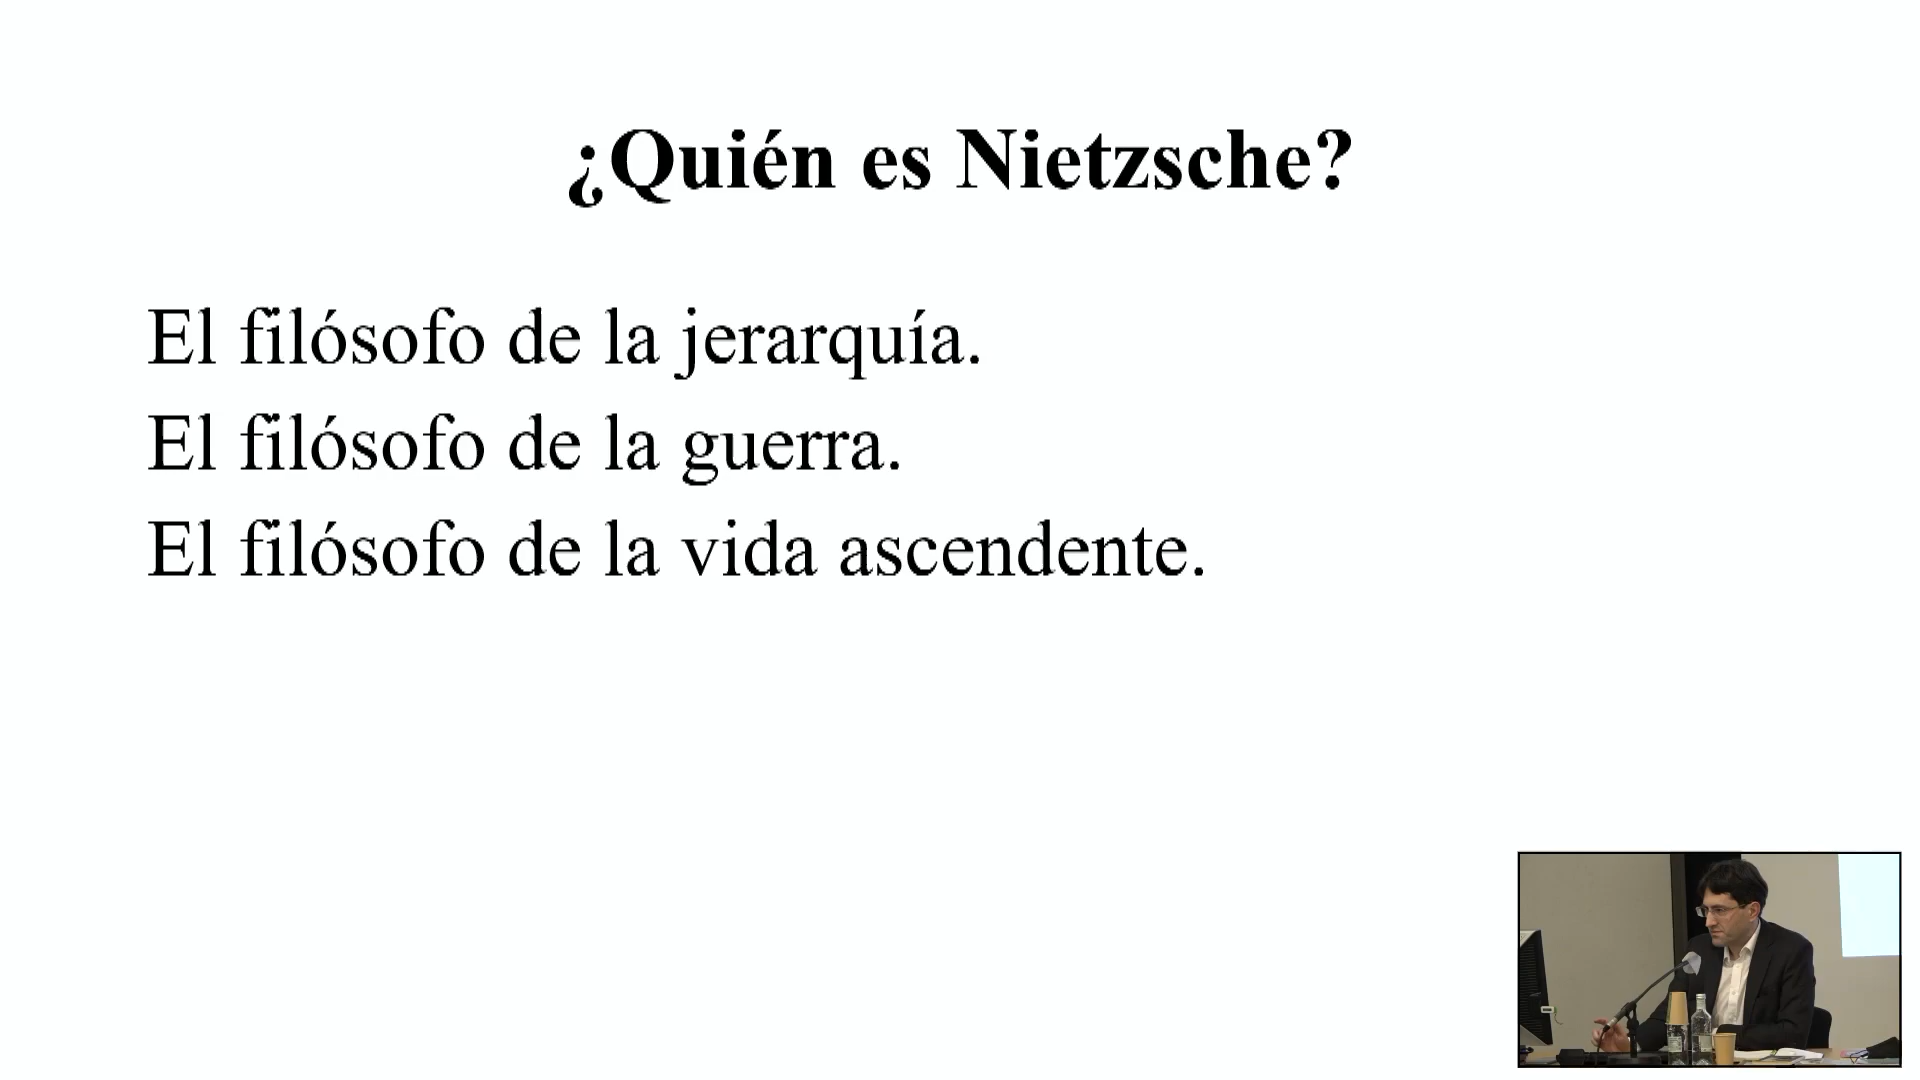 ¿Quién es Nietzsche?
El filósofo de la jerarquía.
El filósofo de la guerra.
El filósofo de la vida ascendente.